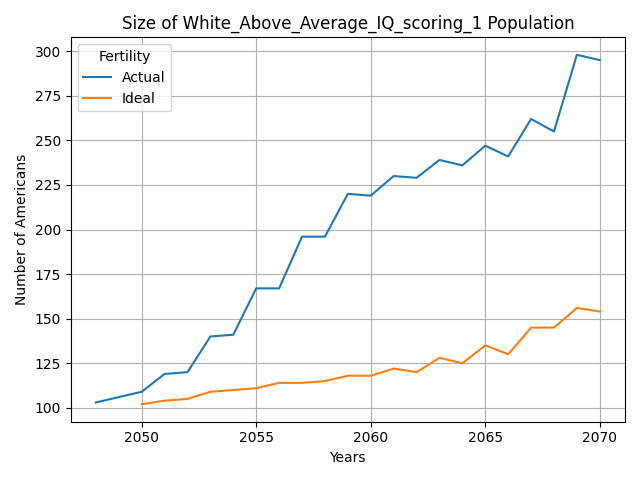 Size of White_Above_Average_IQ_scoring_1 Population
Fertility
Actual
Ideal
300
275
250
225
200
175
150
125
100
Number of Americans
2050 2055 2060 2065 2070
Years